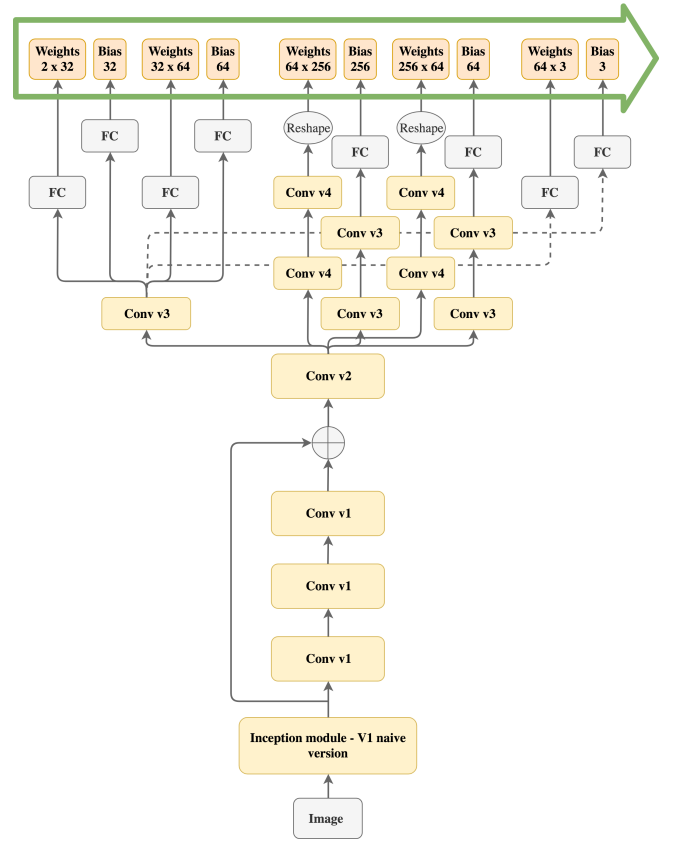 Weights
2 x 32
Bias
32
Weights
32 x 64
Bias
64
Weights
64 x 256
Bias
256
Weights
256 x 64
Bias
64
Weights
64 x 3
Bias
3
Reshape
Reshape
FC
FC
FC
FC
FC
FC
FC
FC
Conv v4
Conv v4
Conv v3
Conv v3
Conv v4
Conv v4
Conv v3
Conv v3
Conv v3
Conv v2
Conv v1
Conv v1
Conv v1
Inception module - V1 naive
version
Image